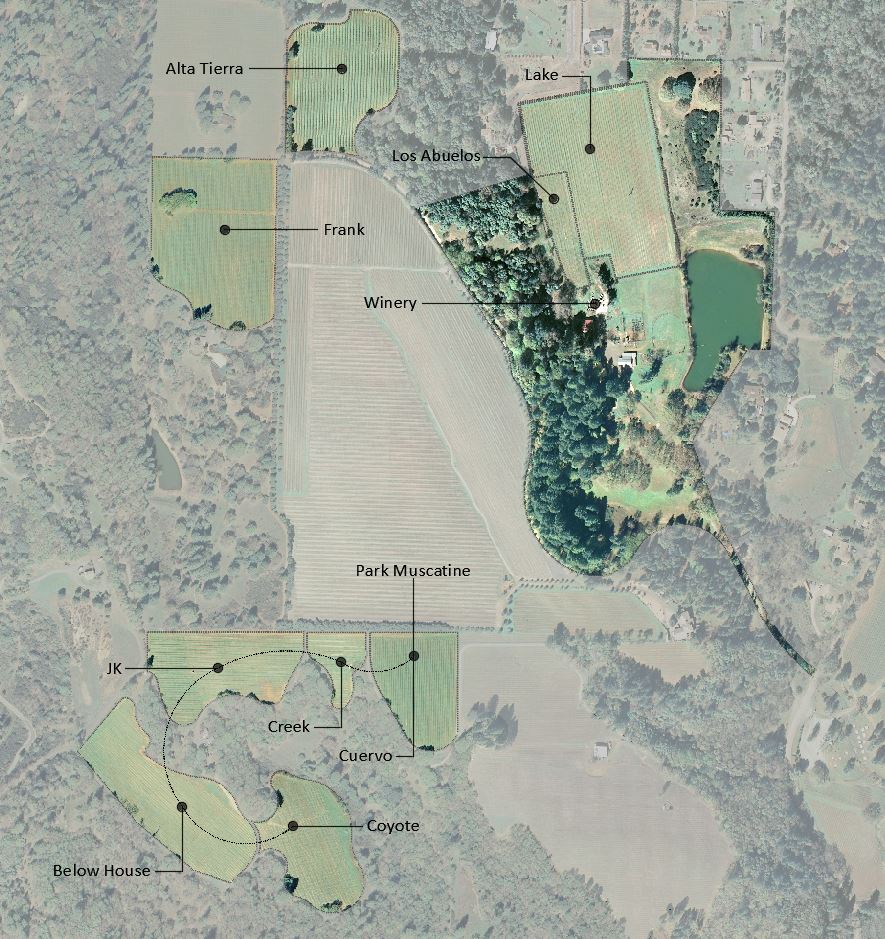 Alta Tierra
Lake
Los Abuelos
Frank
Winery
Park Muscatine
JK
Creek
Cuervo
Coyote
Below House